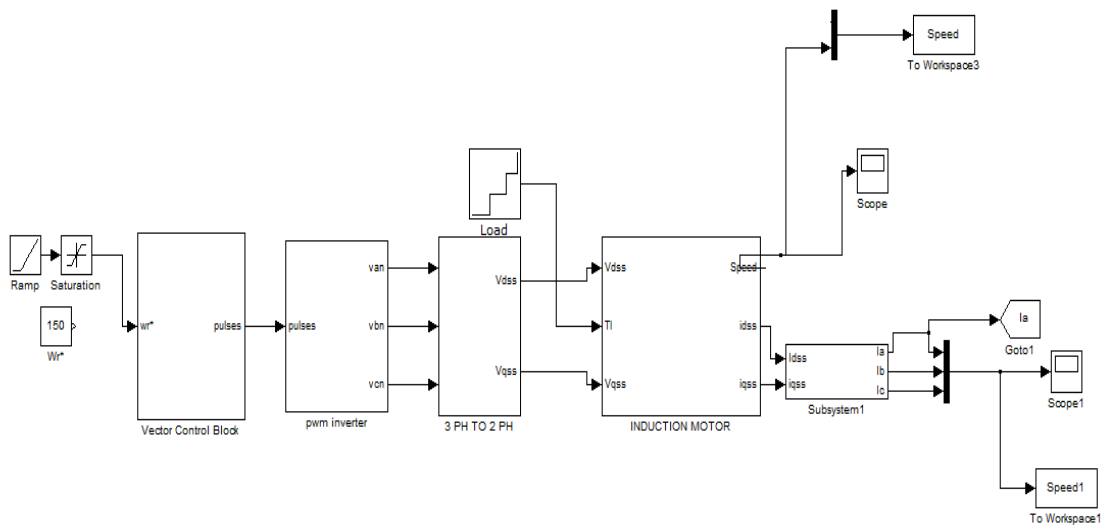 Speed
To Workspace3
Load
Scope
Ramp
Saturation
150
Wr*
wr*
pulses
Vector Control Block
pulses
van
vbn
vcn
pwm inverter
Vdss
Vqss
3 PH TO 2 PH
Vdss
Tl
Vqss
Speed
idss
iqss
INDUCTION MOTOR
Idss
iqss
Ia
Ib
Ic
Subsystem1
Ia
Goto1
Scope1
Speed1
To Workspace1